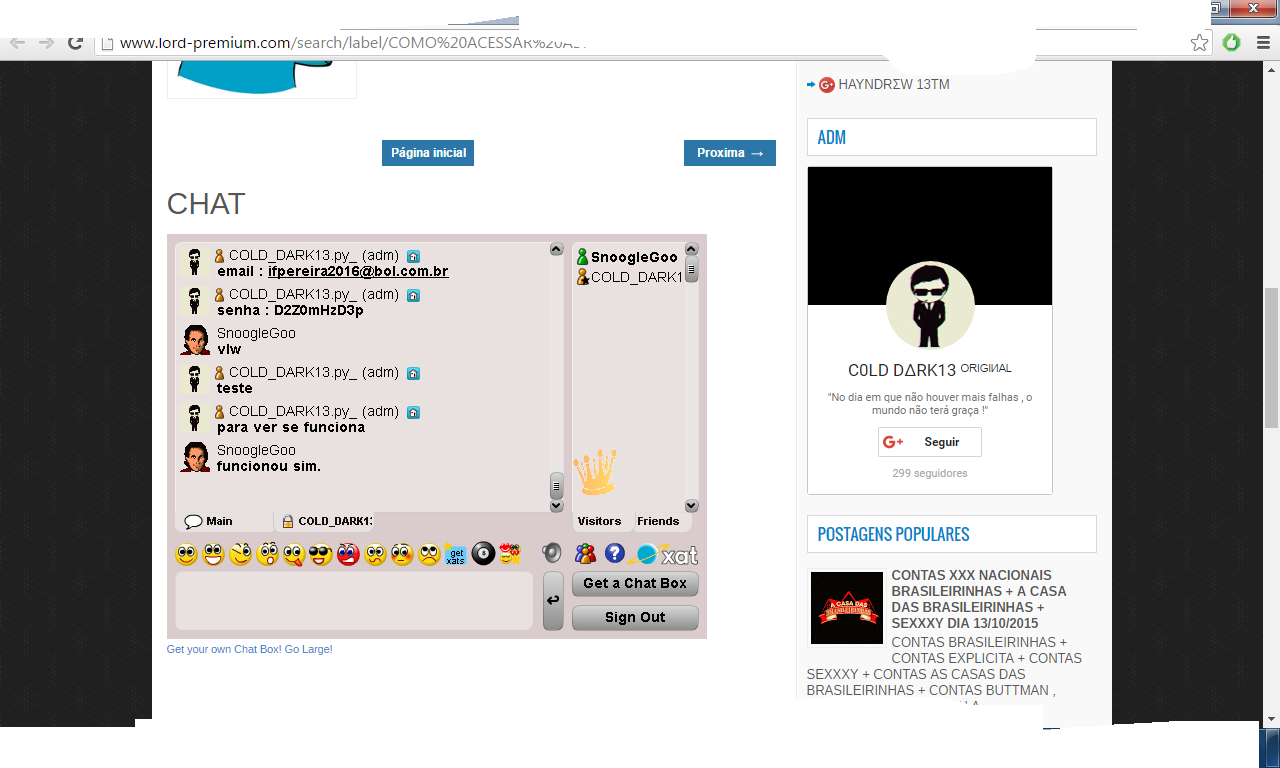 www.lord-premium.com/search/label/COMO%20ACESSAR%20
HAYNDRΣW 13TM
ADM
Página inicial
Proxima →
CHAT
COLD_DARK13.py_ (adm)
email : ifpereira2016@bol.com.br
COLD_DARK13.py_ (adm)
senha : D2Z0mHzD3p
SnoogleGoo
vlw
COLD_DARK13.py_ (adm)
teste
COLD_DARK13.py_ (adm)
para ver se funciona
SnoogleGoo
funcionou sim.
SnoogleGoo
COLD_DARK1
Main
COLD_DARK1
Visitors
Friends
get
xats
8
?
xat
Get a Chat Box
Sign Out
Get your own Chat Box! Go Large!
C0LD DΔRK13 ORIGIИAL
"No dia em que não houver mais falhas , o
mundo não terá graça !"
G+
Seguir
299 seguidores
POSTAGENS POPULARES
A CASA DAS
CONTAS XXX NACIONAIS
BRASILEIRINHAS + A CASA
DAS BRASILEIRINHAS +
SEXXXY DIA 13/10/2015
CONTAS BRASILEIRINHAS +
CONTAS EXPLICITA + CONTAS
SEXXXY + CONTAS AS CASAS DAS
BRASILEIRINHAS + CONTAS BUTTMAN ,